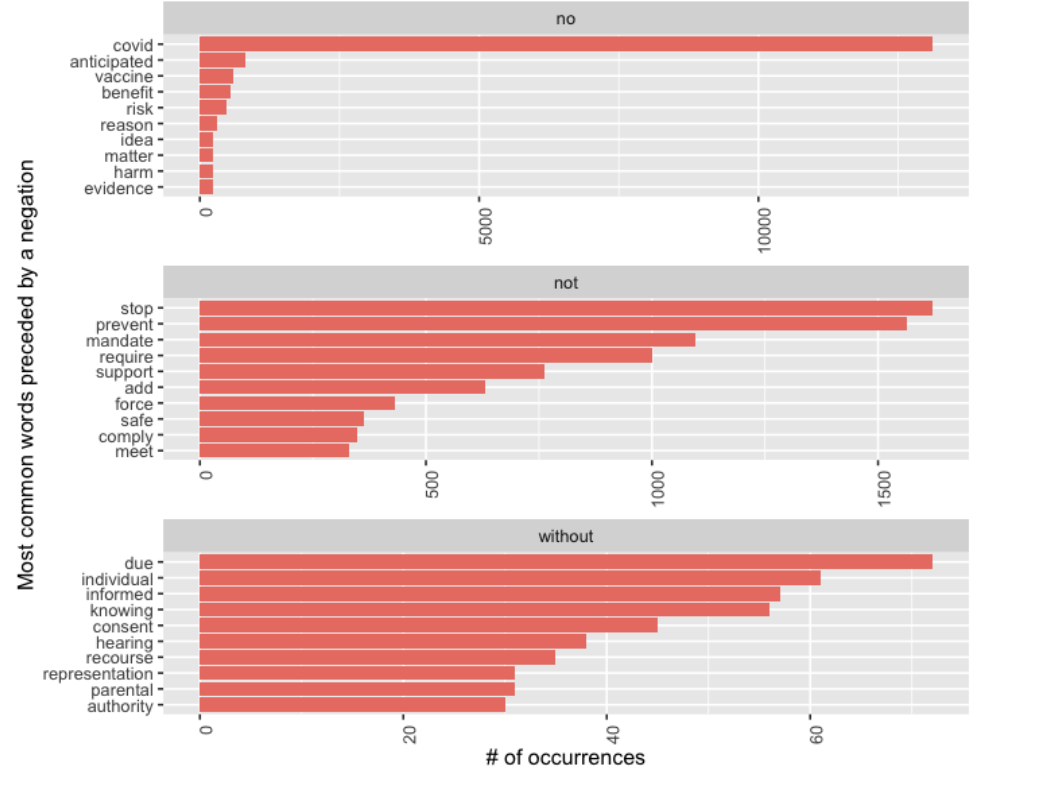 no
covid
anticipated
vaccine
benefit
risk
reason
idea
matter
harm
evidence
0
5000
10000
not
stop
prevent
mandate
require
support
add
force
safe
comply
meet
0
500
1000
1500
without
due
individual
informed
knowing
consent
hearing
recourse
representation
parental
authority
0
20
40
60
# of occurrences
Most common words preceded by a negation